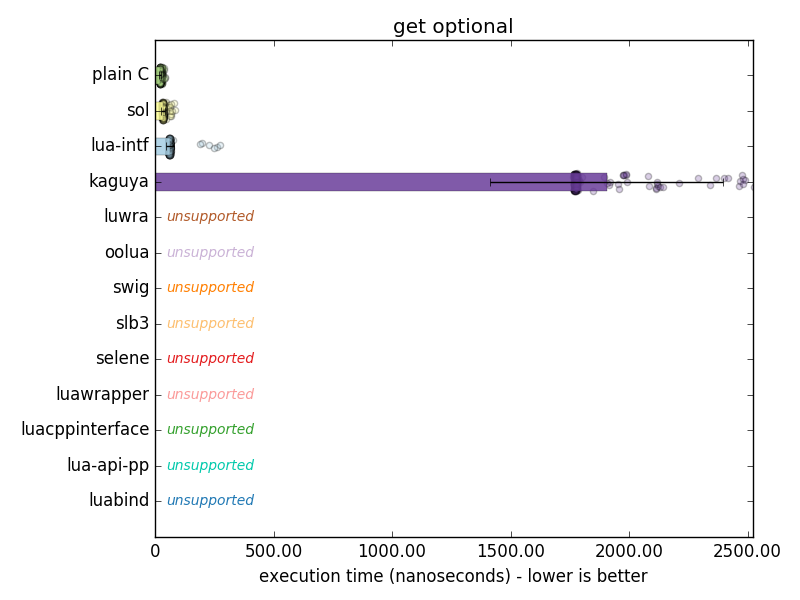 get optional
plain C
sol
lua-intf
kaguya
luwra unsupported
oolua unsupported
swig unsupported
slb3 unsupported
selene unsupported
luawrapper unsupported
luacppinterface unsupported
lua-api-pp unsupported
luabind unsupported
0 500.00 1000.00 1500.00 2000.00 2500.00
execution time (nanoseconds) - lower is better